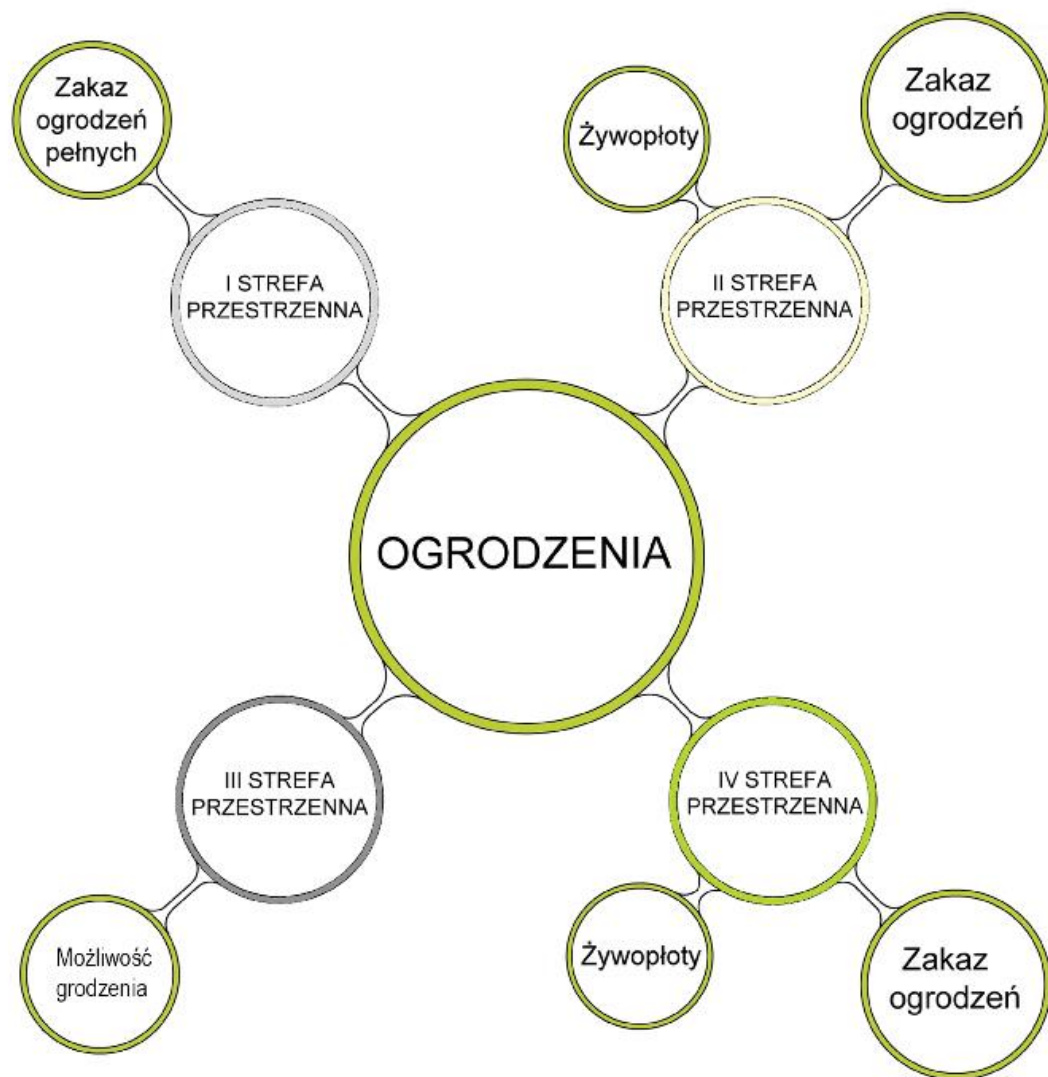 Zakaz
ogrodzeń
pełnych
Żywopłoty
Zakaz
ogrodzeń
I STREFA
PRZESTRZENNA
II STREFA
PRZESTRZENNA
OGRODZENIA
III STREFA
PRZESTRZENNA
IV STREFA
PRZESTRZENNA
Możliwość
grodzenia
Żywopłoty
Zakaz
ogrodzeń